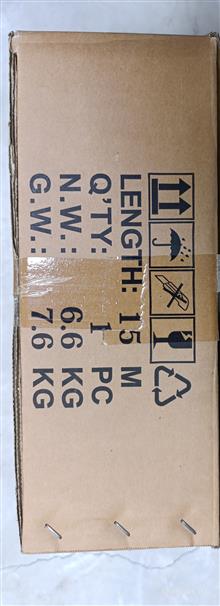 LENGTH: 15 M
Q'TY: 1 PC
N.W.: 6.6 KG
G.W.: 7.6 KG